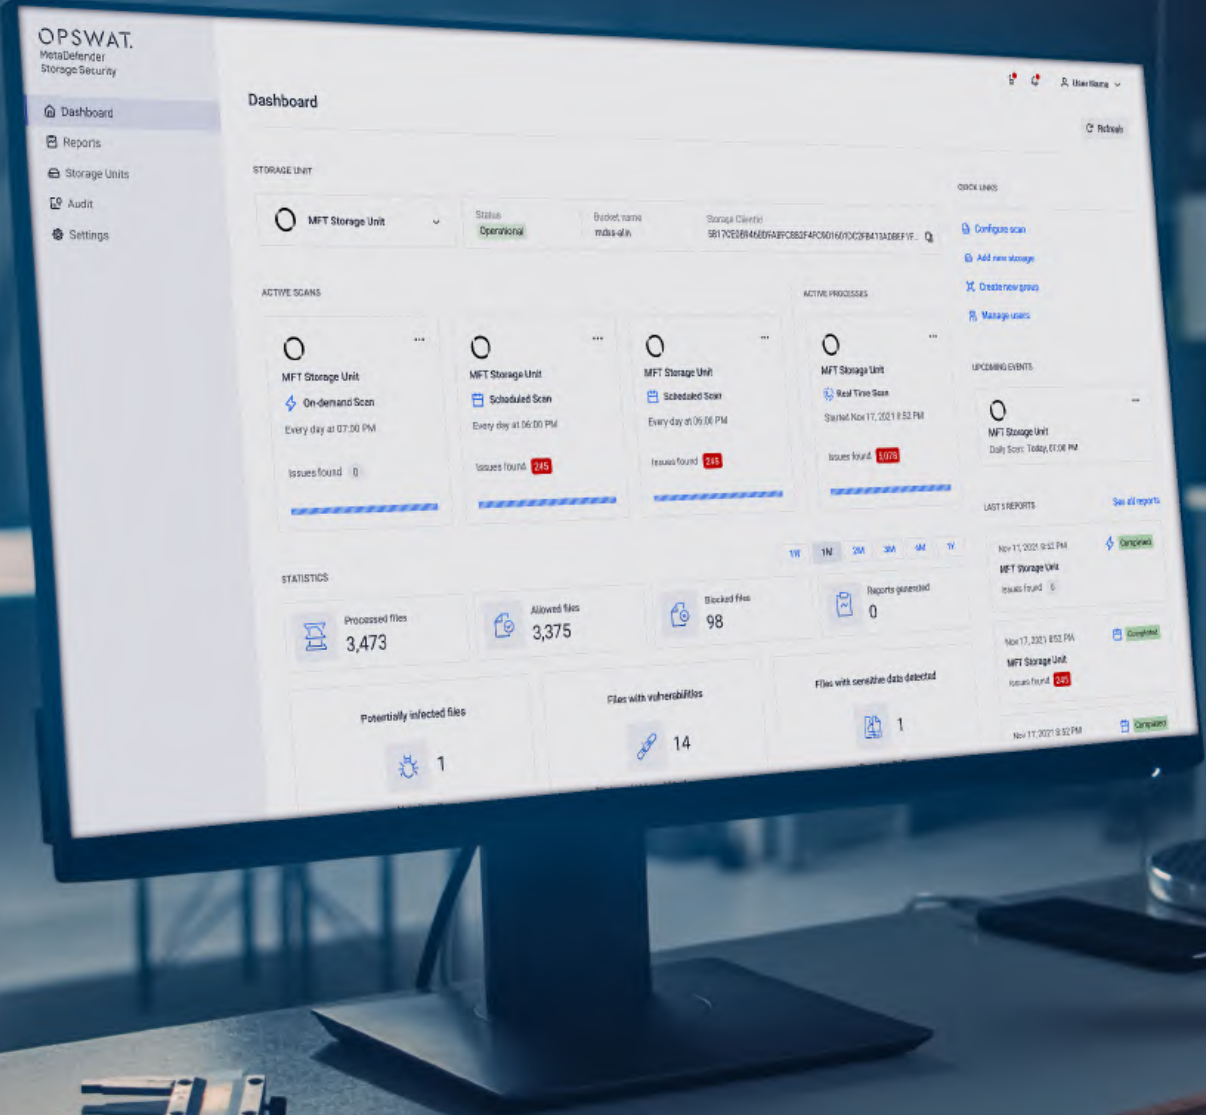 OPSWAT.
MetaDefender
Storage Security
Dashboard
Reports
Storage Units
Audit
Settings
Dashboard
User Name
Refresh
STORAGE UNIT
MFT Storage Unit
Status
Operational
Bucket name
Storage ClientId
QUICK LINKS
Configure scan
Add new storage
Create new group
Manage users
ACTIVE SCANS
MFT Storage Unit
On-demand Scan
Every day at 07:00 PM
Issues found 0
MFT Storage Unit
Scheduled Scan
Every day at 06:00 PM
Issues found 245
MFT Storage Unit
Scheduled Scan
Every day at 06:00 PM
Issues found 245
ACTIVE PROCESSES
MFT Storage Unit
Real Time Scan
Started Nov 17, 2021 8:52 PM
Issues found 5,078
UPCOMING EVENTS
MFT Storage Unit
Daily Scan: Today, 07:00 PM
LAST 5 REPORTS
See all reports
Completed
MFT Storage Unit
Issues found 0
Nov 17, 2021 8:52 PM
Completed
MFT Storage Unit
Issues found 245
Nov 17, 2021 8:52 PM
Completed
STATISTICS
1W 1M 2M 3M 6M 1Y
Processed files
3,473
Allowed files
3,375
Blocked files
98
Reports generated
0
Potentially infected files
1
Files with vulnerabilities
14
Files with sensitive data detected
1